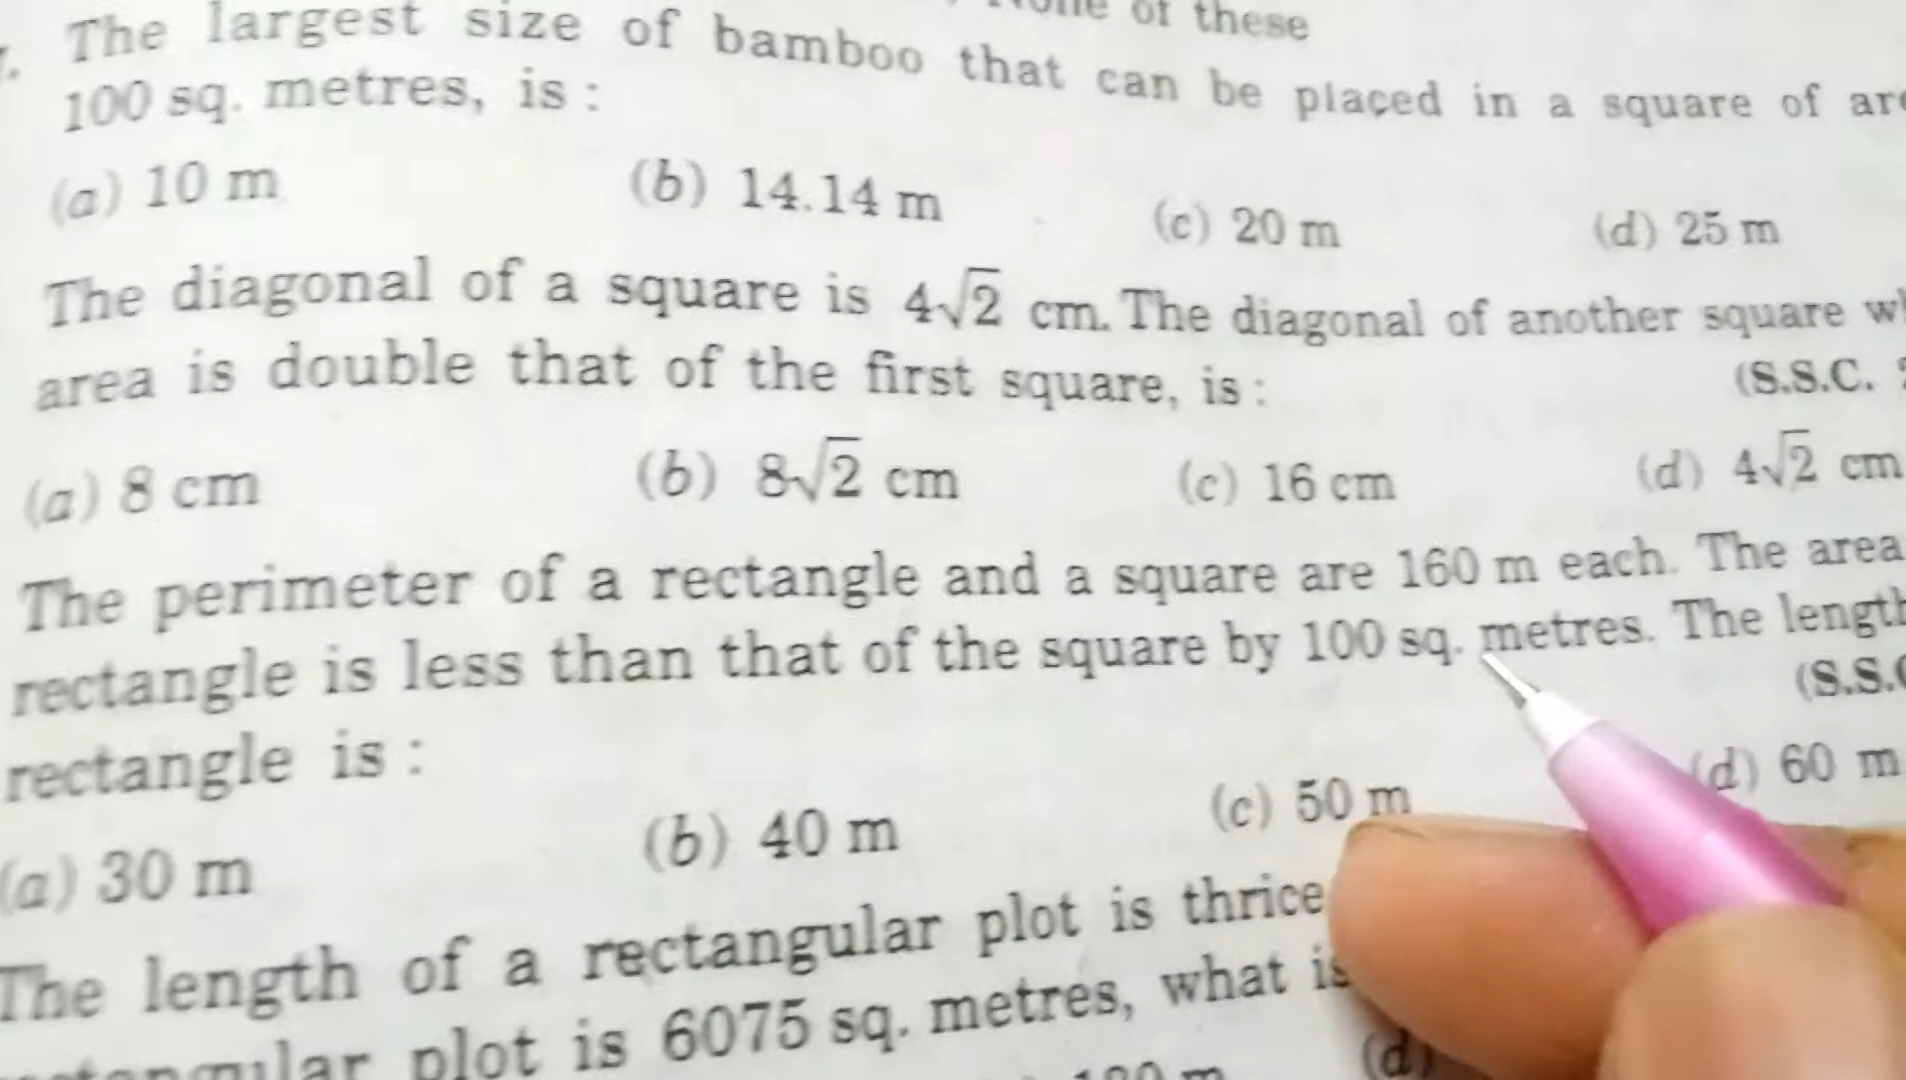 of these
The largest size of bamboo that can be placed in a square of
100 sq. metres, is :
(a) 10 m (b) 14.14 m (c) 20 m (d) 25 m
The diagonal of a square is 4√2 cm. The diagonal of another square
area is double that of the first square, is : (S.S.C.
(a) 8 cm (b) 8√2 cm (c) 16 cm (d) 4√2 cm
The perimeter of a rectangle and a square are 160 m each. The area
rectangle is less than that of the square by 100 sq. metres. The length
rectangle is : (S.S.
(a) 30 m (b) 40 m (c) 50 m (d) 60 m
The length of a rectangular plot is thrice
plot is 6075 sq. metres, what is
(d)